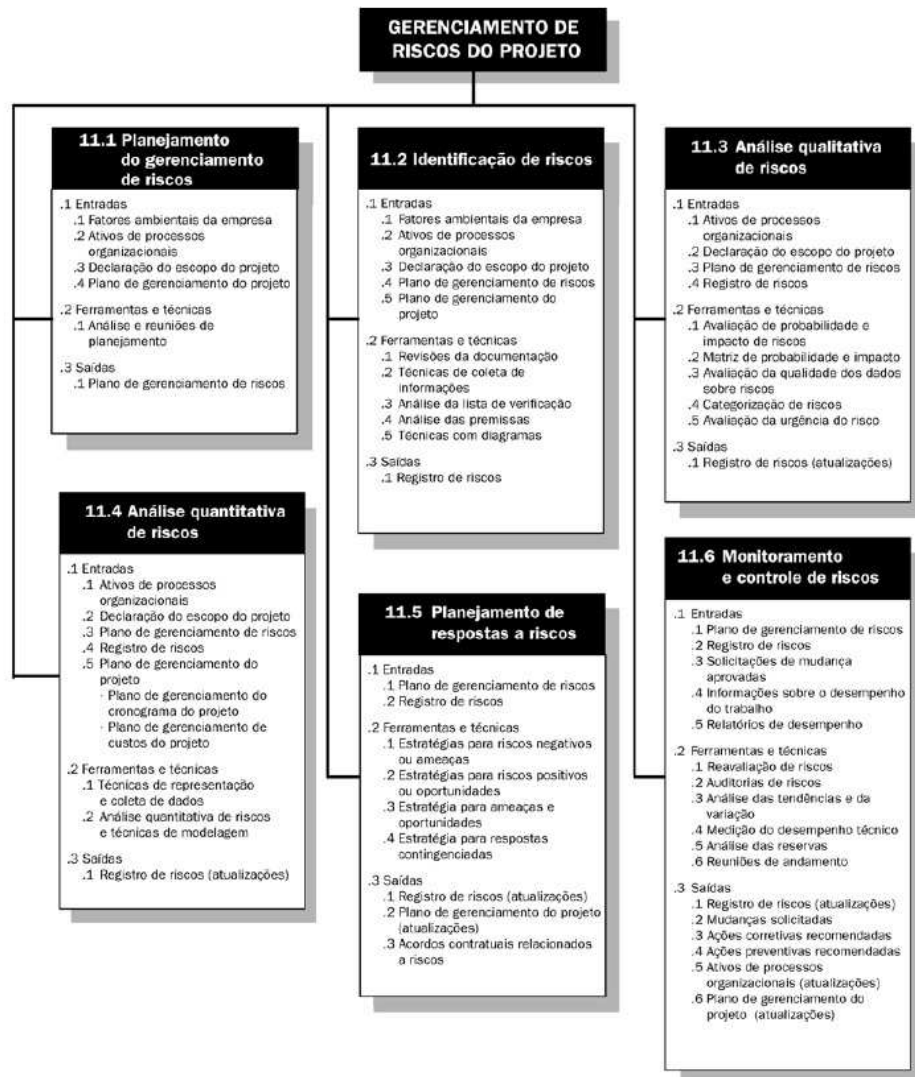 GERENCIAMENTO DE
RISCOS DO PROJETO
11.1 Planejamento
do gerenciamento
de riscos
.1 Entradas
.1 Fatores ambientais da empresa
.2 Ativos de processos
organizacionais
.3 Declaração do escopo do projeto
.4 Plano de gerenciamento do projeto
.2 Ferramentas e técnicas
.1 Análise e reuniões de
planejamento
.3 Saídas
.1 Plano de gerenciamento de riscos
11.2 Identificação de riscos
.1 Entradas
.1 Fatores ambientais da empresa
.2 Ativos de processos
organizacionais
.3 Declaração do escopo do projeto
.4 Plano de gerenciamento de riscos
.5 Plano de gerenciamento do
projeto
.2 Ferramentas e técnicas
.1 Revisões da documentação
.2 Técnicas de coleta de
informações
.3 Análise da lista de verificação
.4 Análise das premissas
.5 Técnicas com diagramas
.3 Saídas
.1 Registro de riscos
11.3 Análise qualitativa
de riscos
.1 Entradas
.1 Ativos de processos
organizacionais
.2 Declaração do escopo do projeto
.3 Plano de gerenciamento de riscos
.4 Registro de riscos
.2 Ferramentas e técnicas
.1 Avaliação de probabilidade e
impacto de riscos
.2 Matriz de probabilidade e impacto
.3 Avaliação da qualidade dos dados
sobre riscos
.4 Categorização de riscos
.5 Avaliação da urgência do risco
.3 Saídas
.1 Registro de riscos (atualizações)
11.4 Análise quantitativa
de riscos
.1 Entradas
.1 Ativos de processos
organizacionais
.2 Declaração do escopo do projeto
.3 Plano de gerenciamento de riscos
.4 Registro de riscos
.5 Plano de gerenciamento do
projeto
· Plano de gerenciamento do
cronograma do projeto
· Plano de gerenciamento de
custos do projeto
.2 Ferramentas e técnicas
.1 Técnicas de representação
e coleta de dados
.2 Análise quantitativa de riscos
e técnicas de modelagem
.3 Saídas
.1 Registro de riscos (atualizações)
11.5 Planejamento de
respostas a riscos
.1 Entradas
.1 Plano de gerenciamento de riscos
.2 Registro de riscos
.2 Ferramentas e técnicas
.1 Estratégias para riscos negativos
ou ameaças
.2 Estratégias para riscos positivos
ou oportunidades
.3 Estratégia para ameaças e
oportunidades
.4 Estratégia para respostas
contingenciadas
.3 Saídas
.1 Registro de riscos (atualizações)
.2 Plano de gerenciamento do projeto
(atualizações)
.3 Acordos contratuais relacionados
a riscos
11.6 Monitoramento
e controle de riscos
.1 Entradas
.1 Plano de gerenciamento de riscos
.2 Registro de riscos
.3 Solicitações de mudança
aprovadas
.4 Informações sobre o desempenho
do trabalho
.5 Relatórios de desempenho
.2 Ferramentas e técnicas
.1 Reavaliação de riscos
.2 Auditorias de riscos
.3 Análise das tendências e da
variação
.4 Medição do desempenho técnico
.5 Análise das reservas
.6 Reuniões de andamento
.3 Saídas
.1 Registro de riscos (atualizações)
.2 Mudanças solicitadas
.3 Ações corretivas recomendadas
.4 Ações preventivas recomendadas
.5 Ativos de processos
organizacionais (atualizações)
.6 Plano de gerenciamento do
projeto (atualizações)